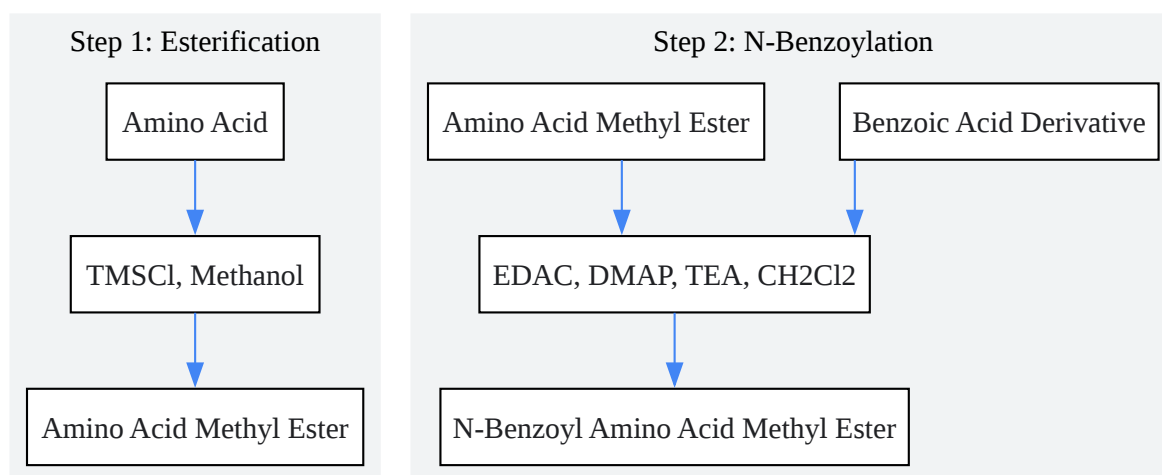 Step 1: Esterification
Amino Acid
TMSCl, Methanol
Amino Acid Methyl Ester
Step 2: N-Benzoylation
Amino Acid Methyl Ester
Benzoic Acid Derivative
EDAC, DMAP, TEA, CH2Cl2
N-Benzoyl Amino Acid Methyl Ester